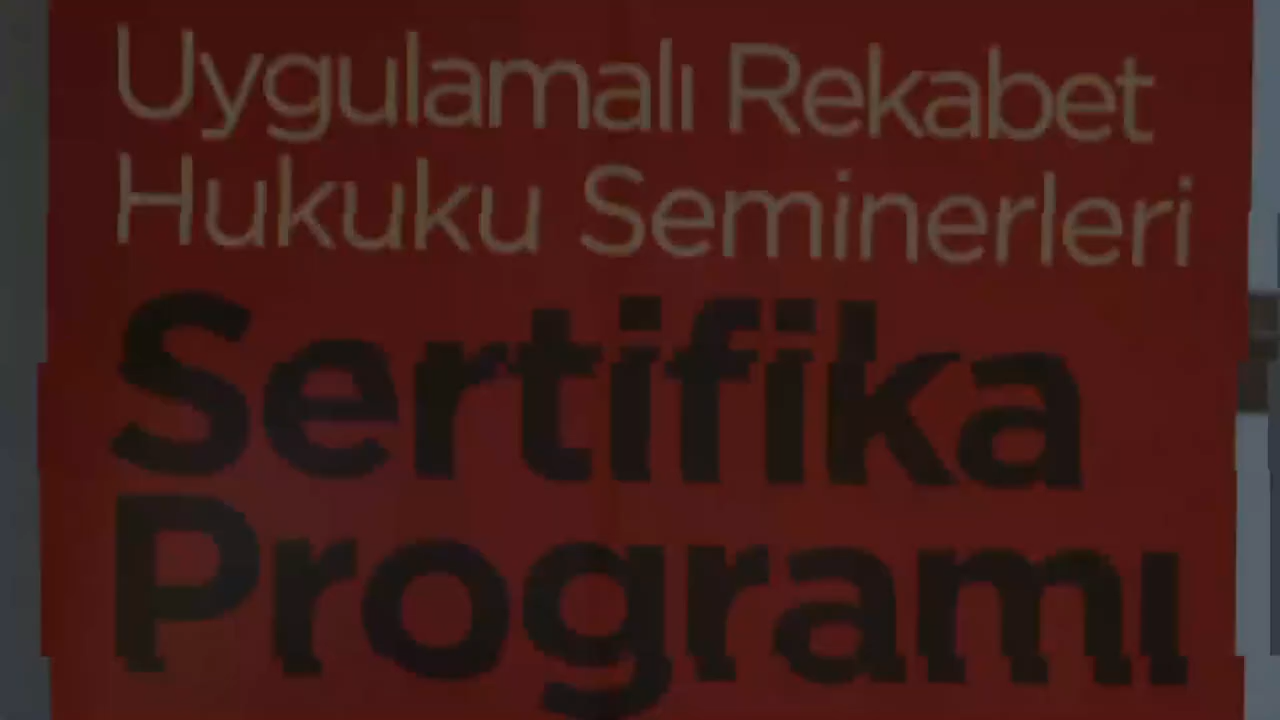 Uygulamalı Rekabet
Hukuku Seminerleri
Sertifika
Programı